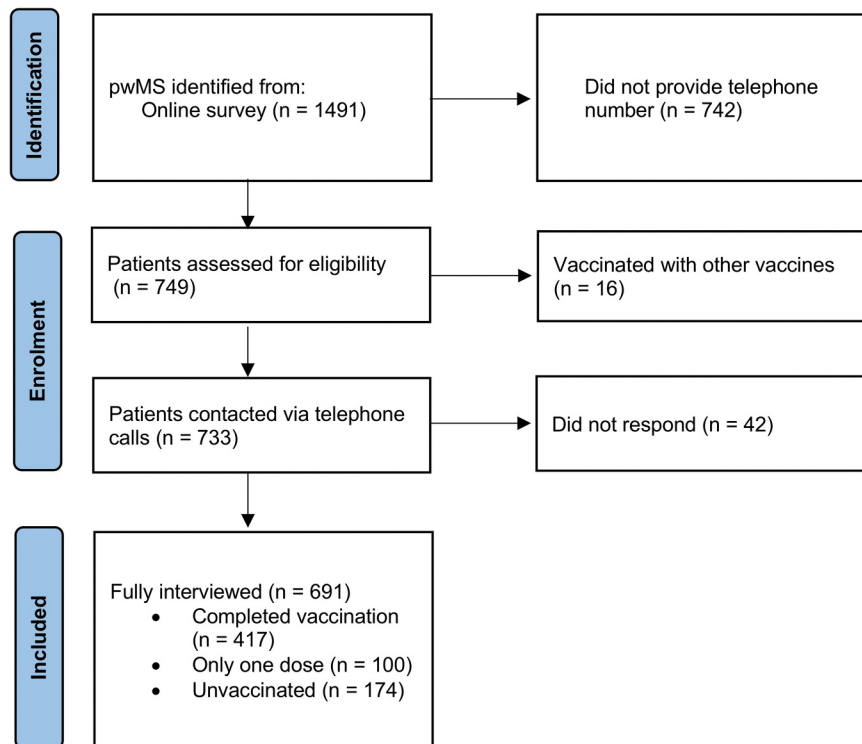 Identification
pwMS identified from:
Online survey (n = 1491)
Did not provide telephone
number (n = 742)
Enrolment
Patients assessed for eligibility
(n = 749)
Vaccinated with other vaccines
(n = 16)
Patients contacted via telephone
calls (n = 733)
Did not respond (n = 42)
Included
Fully interviewed (n = 691)
• Completed vaccination
(n = 417)
• Only one dose (n = 100)
• Unvaccinated (n = 174)